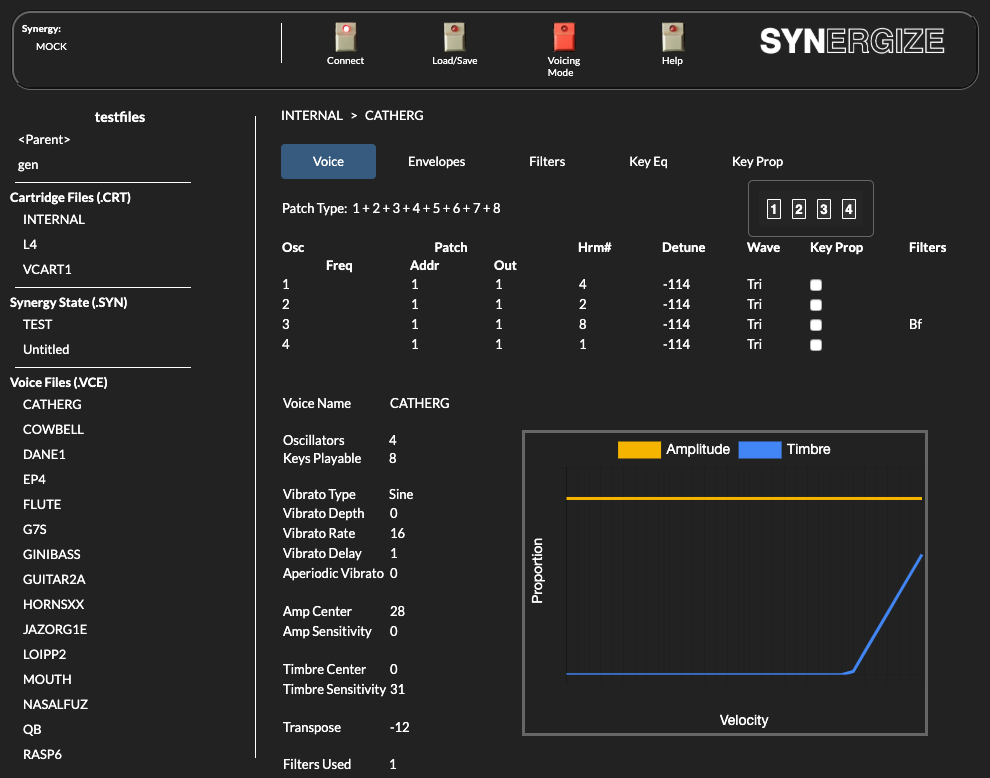 Synergy:
MOCK
Connect
Load/Save
Voicing
Mode
Help
SYNERGIZE
testfiles
<Parent>
gen
Cartridge Files (.CRT)
INTERNAL
L4
VCART1
Synergy State (.SYN)
TEST
Untitled
Voice Files (.VCE)
CATHERG
COWBELL
DANE1
EP4
FLUTE
G7S
GINIBASS
GUITAR2A
HORNSXX
JAZORG1E
LOIPP2
MOUTH
NASALFUZ
QB
RASP6
INTERNAL > CATHERG
Voice Envelopes Filters Key Eq Key Prop
Patch Type: 1 + 2 + 3 + 4 + 5 + 6 + 7 + 8
1 2 3 4
Osc Patch Hrm# Detune Wave Key Prop Filters
Freq Addr Out
1 1 1 4 -114 Tri
2 1 1 2 -114 Tri
3 1 1 8 -114 Tri Bf
4 1 1 1 -114 Tri
Voice Name CATHERG
Oscillators 4
Keys Playable 8
Vibrato Type Sine
Vibrato Depth 0
Vibrato Rate 16
Vibrato Delay 1
Aperiodic Vibrato 0
Amp Center 28
Amp Sensitivity 0
Timbre Center 0
Timbre Sensitivity 31
Transpose -12
Filters Used 1
Amplitude Timbre
Proportion
Velocity